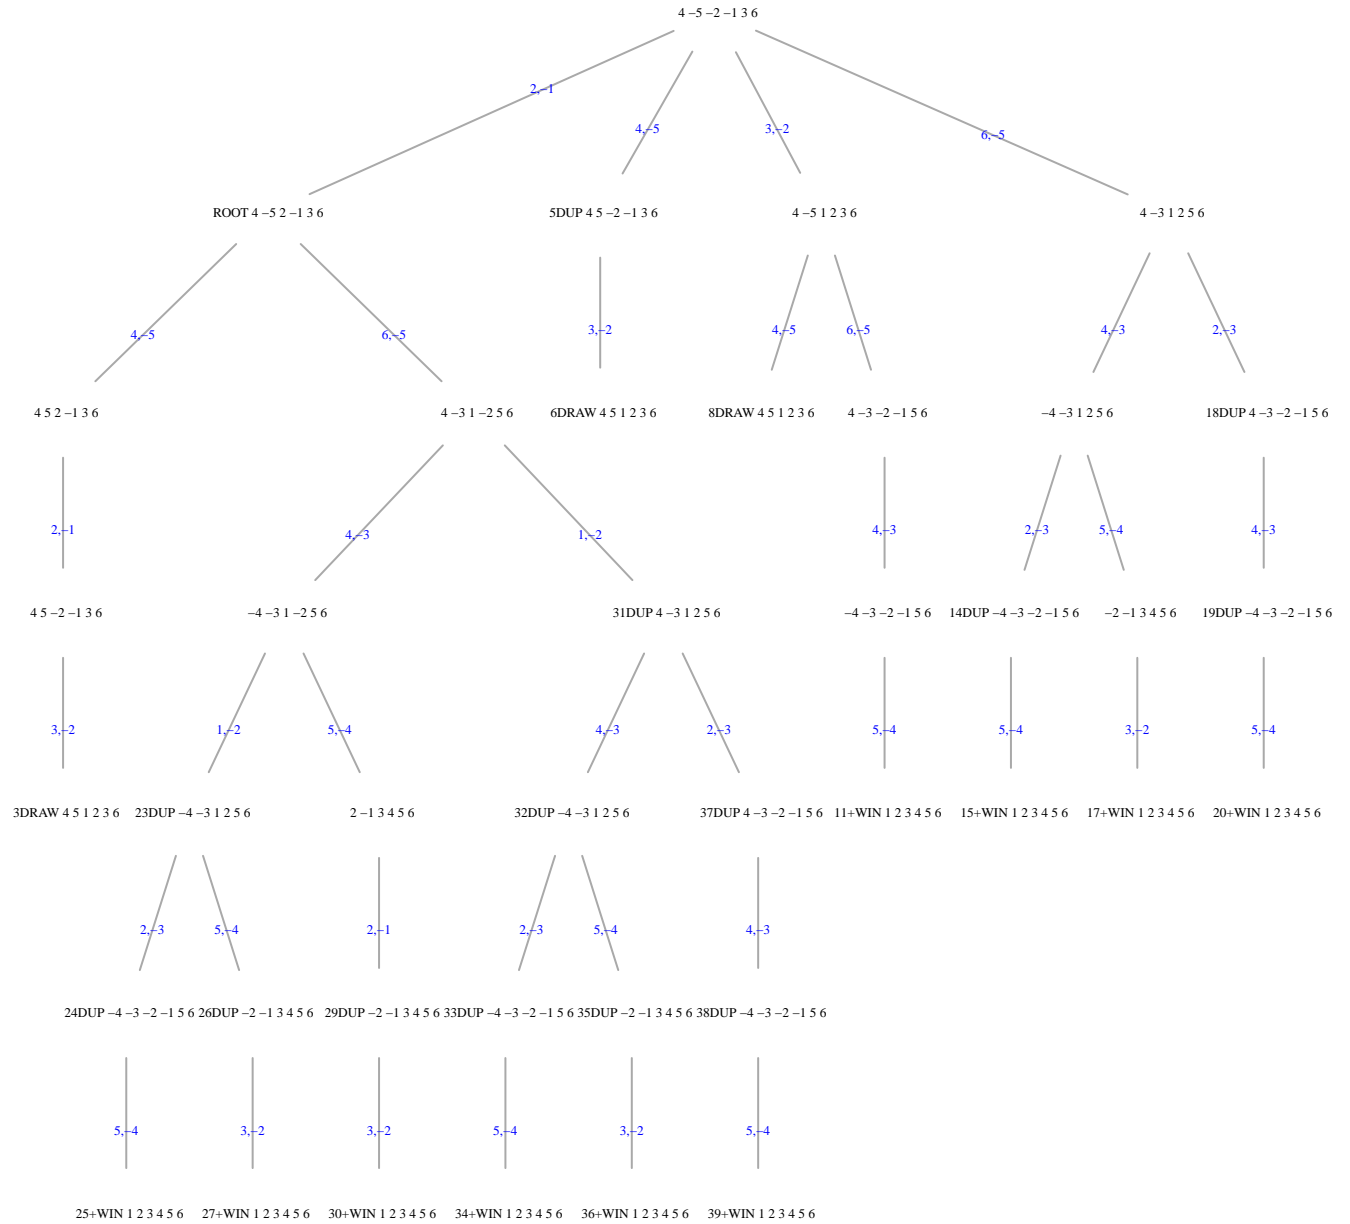 4 −5 −2 −1 3 6
2,−1
4,−5
3,−2
6,−5
ROOT 4 −5 2 −1 3 6
5DUP 4 5 −2 −1 3 6
4 −5 1 2 3 6
4 −3 1 2 5 6
4,−5
6,−5
3,−2
4,−5
6,−5
4,−3
2,−3
4 5 2 −1 3 6
4 −3 1 −2 5 6
6DRAW 4 5 1 2 3 6
8DRAW 4 5 1 2 3 6
4 −3 −2 −1 5 6
−4 −3 1 2 5 6
18DUP 4 −3 −2 −1 5 6
2,−1
4,−3
1,−2
4,−3
2,−3
5,−4
4,−3
4 5 −2 −1 3 6
−4 −3 1 −2 5 6
31DUP 4 −3 1 2 5 6
−4 −3 −2 −1 5 6
14DUP −4 −3 −2 −1 5 6
−2 −1 3 4 5 6
19DUP −4 −3 −2 −1 5 6
3,−2
1,−2
5,−4
4,−3
2,−3
5,−4
5,−4
3,−2
5,−4
3DRAW 4 5 1 2 3 6
23DUP −4 −3 1 2 5 6
2 −1 3 4 5 6
32DUP −4 −3 1 2 5 6
37DUP 4 −3 −2 −1 5 6
11+WIN 1 2 3 4 5 6
15+WIN 1 2 3 4 5 6
17+WIN 1 2 3 4 5 6
20+WIN 1 2 3 4 5 6
2,−3
5,−4
2,−1
2,−3
5,−4
4,−3
24DUP −4 −3 −2 −1 5 6
26DUP −2 −1 3 4 5 6
29DUP −2 −1 3 4 5 6
33DUP −4 −3 −2 −1 5 6
35DUP −2 −1 3 4 5 6
38DUP −4 −3 −2 −1 5 6
5,−4
3,−2
3,−2
5,−4
3,−2
5,−4
25+WIN 1 2 3 4 5 6
27+WIN 1 2 3 4 5 6
30+WIN 1 2 3 4 5 6
34+WIN 1 2 3 4 5 6
36+WIN 1 2 3 4 5 6
39+WIN 1 2 3 4 5 6